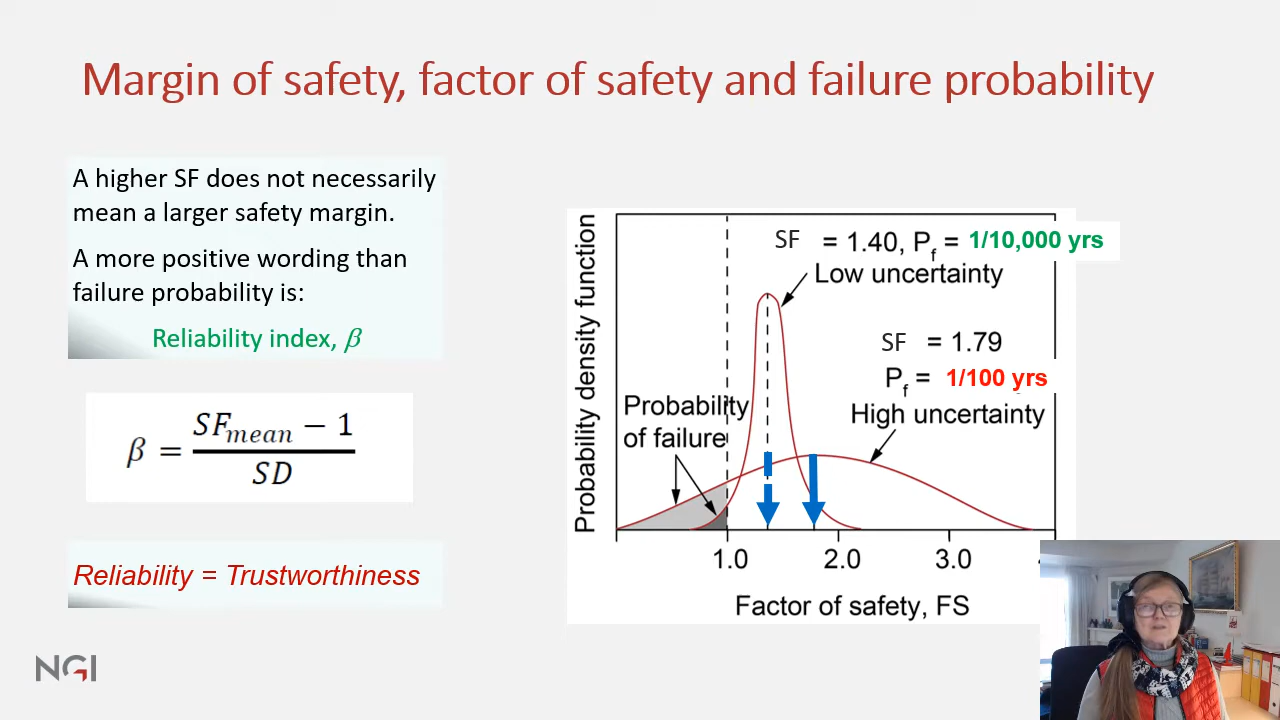 Margin of safety, factor of safety and failure probability
A higher SF does not necessarily
mean a larger safety margin.
A more positive wording than
failure probability is:
Reliability index, β
β = (SF_mean − 1) / SD
Reliability = Trustworthiness
NGI
Probability density function
SF = 1.40, P_f = 1/10,000 yrs
Low uncertainty
SF = 1.79
P_f = 1/100 yrs
High uncertainty
Probability
of failure
1.0 2.0 3.0
Factor of safety, FS